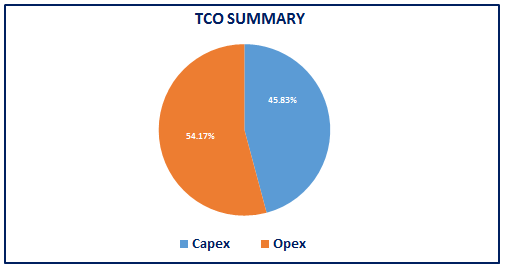 TCO SUMMARY
45.83%
54.17%
Capex Opex